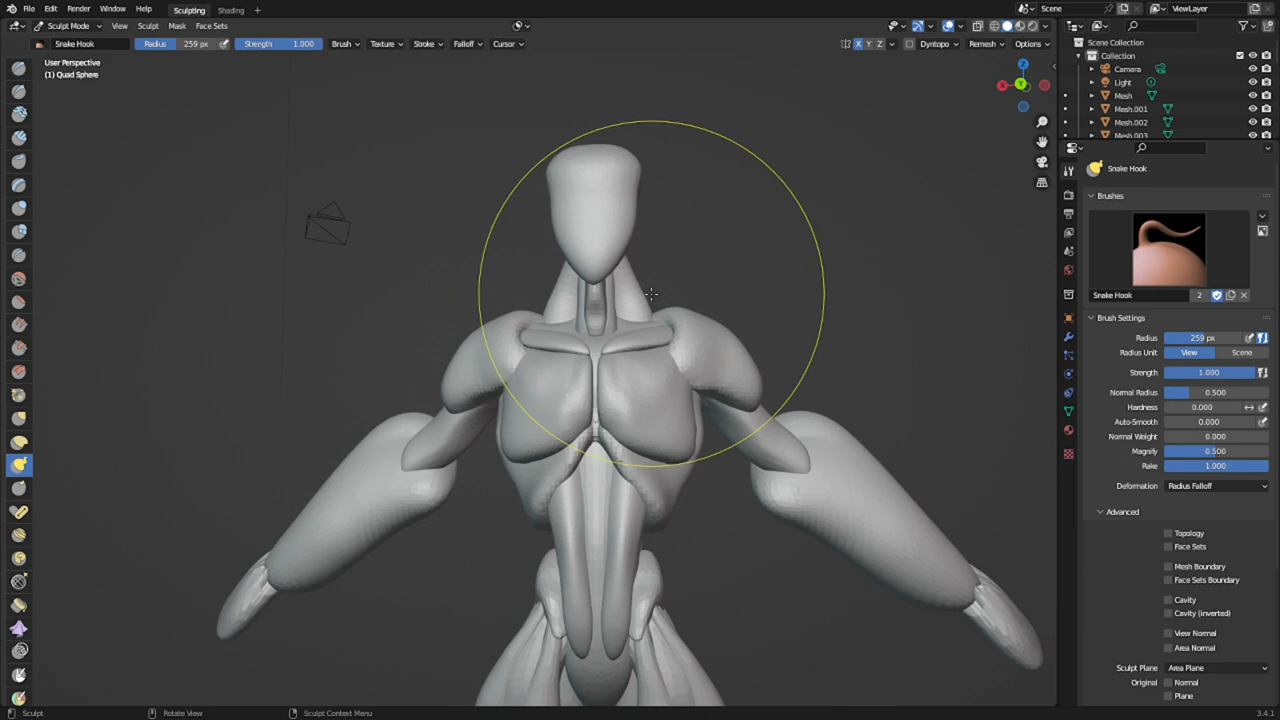 File Edit Render Window Help Sculpting Shading Scene ViewLayer
Sculpt Mode View Sculpt Mask Face Sets
Snake Hook Radius 259 px Strength 1.000 Brush Texture Stroke Falloff Cursor X Y Z Dyntopo Remesh Options
User Perspective
(1) Quad Sphere
Z
X
Y
Scene Collection
Collection
Camera
Light
Mesh
Mesh.001
Mesh.002
Mesh.003
Snake Hook
Brushes
Snake Hook 2
Brush Settings
Radius 259 px
Radius Unit View Scene
Strength 1.000
Normal Radius 0.500
Hardness 0.000
Auto-Smooth 0.000
Normal Weight 0.000
Magnify 0.500
Rake 1.000
Deformation Radius Falloff
Advanced
Topology
Face Sets
Mesh Boundary
Face Sets Boundary
Cavity
Cavity (inverted)
View Normal
Area Normal
Sculpt Plane Area Plane
Original Normal
Plane
Sculpt Rotate View Sculpt Context Menu 3.4.1